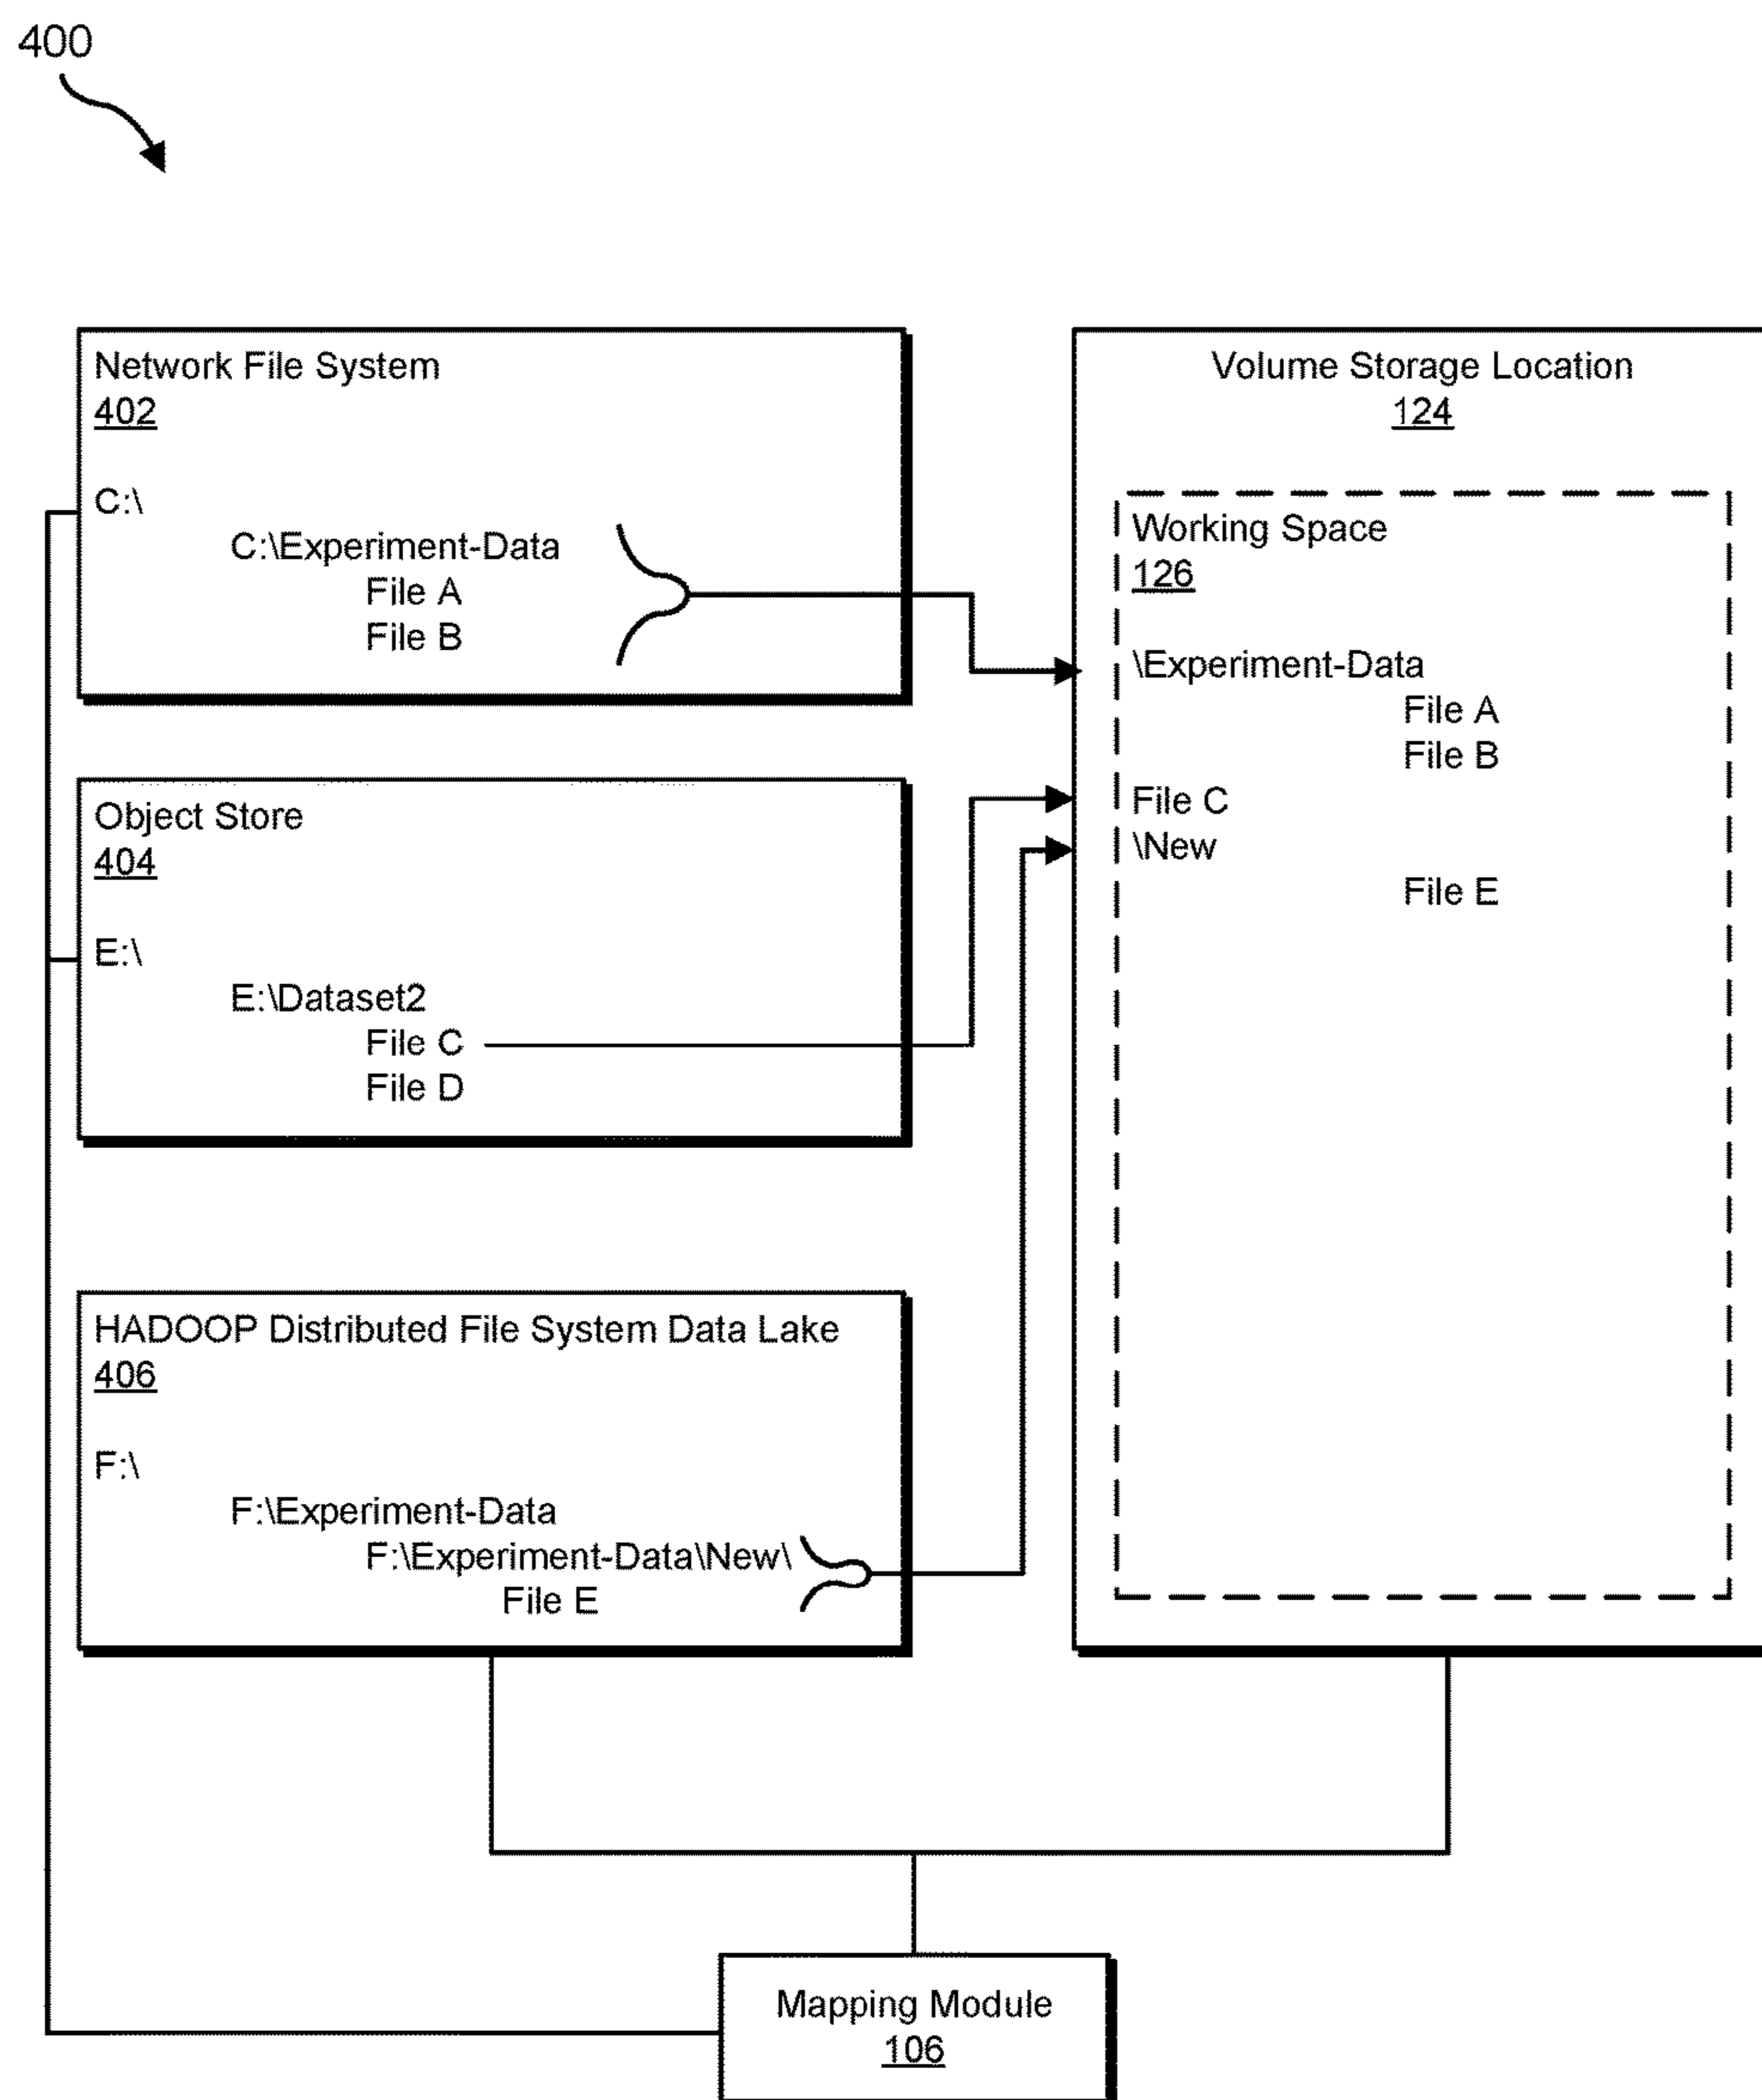 400
Network File System
402
C:\
C:\Experiment-Data
File A
File B
Object Store
404
E:\
E:\Dataset2
File C
File D
HADOOP Distributed File System Data Lake
406
F:\
F:\Experiment-Data
F:\Experiment-Data\New\
File E
Volume Storage Location
124
Working Space
126
\Experiment-Data
File A
File B
File C
\New
File E
Mapping Module
106